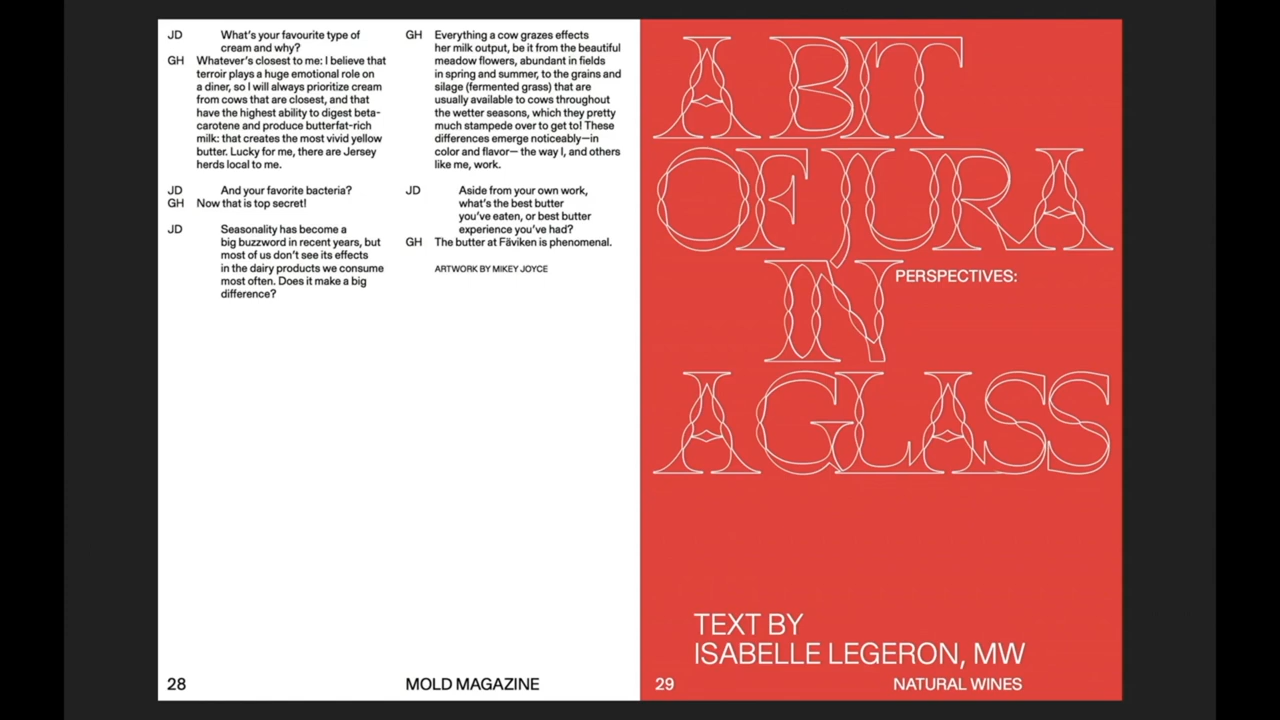 JD What's your favourite type of
cream and why?
GH Whatever's closest to me: I believe that
terroir plays a huge emotional role on
a diner, so I will always prioritize cream
from cows that are closest, and that
have the highest ability to digest beta-
carotene and produce butterfat-rich
milk: that creates the most vivid yellow
butter. Lucky for me, there are Jersey
herds local to me.
JD And your favorite bacteria?
GH Now that is top secret!
JD Seasonality has become a
big buzzword in recent years, but
most of us don't see its effects
in the dairy products we consume
most often. Does it make a big
difference?
GH Everything a cow grazes effects
her milk output, be it from the beautiful
meadow flowers, abundant in fields
in spring and summer, to the grains and
silage (fermented grass) that are
usually available to cows throughout
the wetter seasons, which they pretty
much stampede over to get to! These
differences emerge noticeably—in
color and flavor— the way I, and others
like me, work.
JD Aside from your own work,
what's the best butter
you've eaten, or best butter
experience you've had?
GH The butter at Fäviken is phenomenal.
ARTWORK BY MIKEY JOYCE
28 MOLD MAGAZINE
A BIT
OF JURA
IN
PERSPECTIVES:
A GLASS
TEXT BY
ISABELLE LEGERON, MW
29 NATURAL WINES